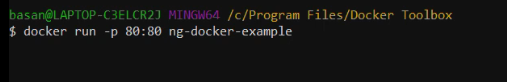 basan@LAPTOP-C3ELCR2J MINGW64 /c/Program Files/Docker Toolbox
$ docker run -p 80:80 ng-docker-example